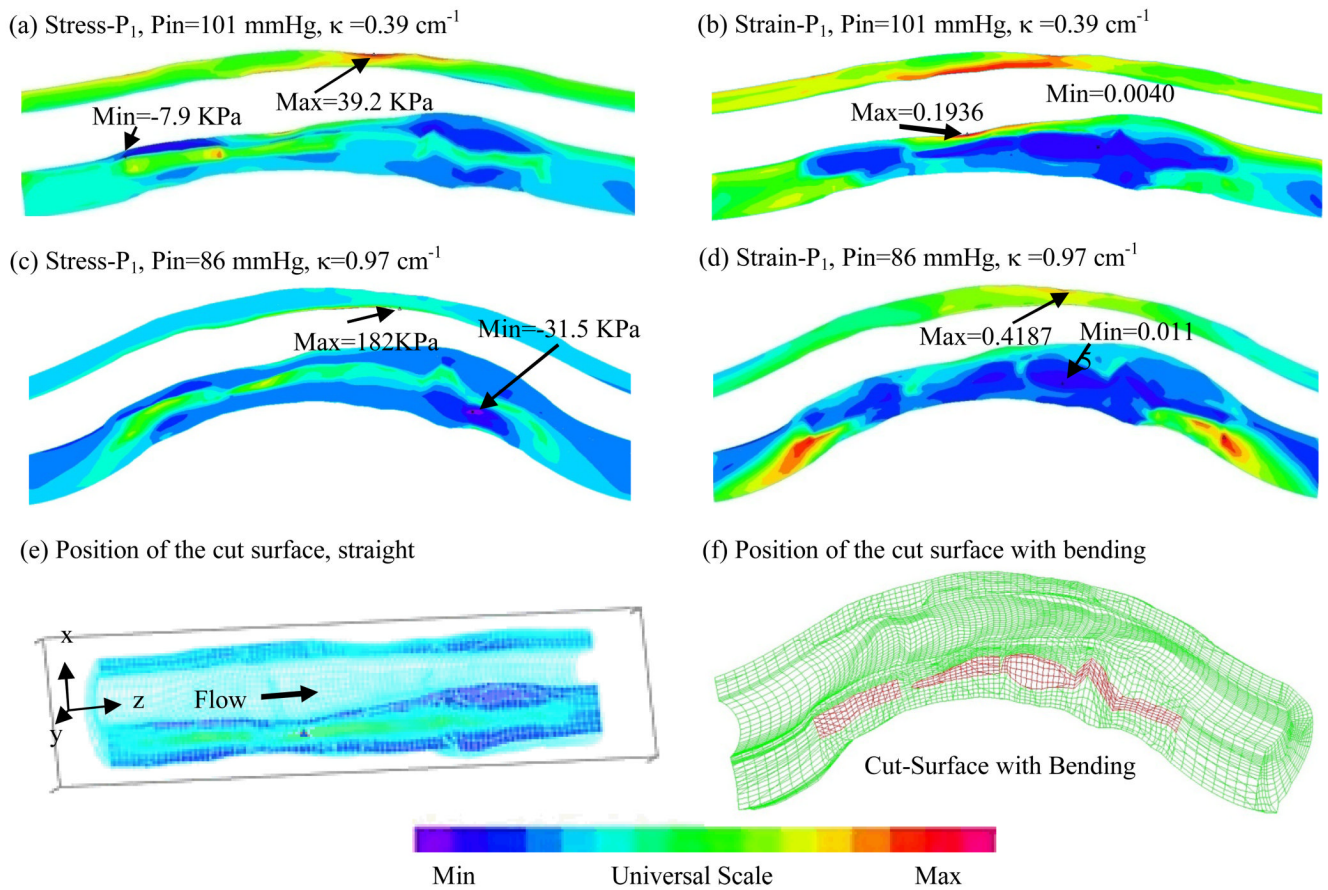 (a) Stress-P₁, Pin=101 mmHg, κ =0.39 cm⁻¹
(b) Strain-P₁, Pin=101 mmHg, κ =0.39 cm⁻¹
Max=39.2 KPa
Min=-7.9 KPa
Min=0.0040
Max=0.1936
(c) Stress-P₁, Pin=86 mmHg, κ=0.97 cm⁻¹
(d) Strain-P₁, Pin=86 mmHg, κ =0.97 cm⁻¹
Max=182KPa
Min=-31.5 KPa
Max=0.4187
Min=0.011
5
(e) Position of the cut surface, straight
(f) Position of the cut surface with bending
x
z
y
Flow
Cut-Surface with Bending
Min
Universal Scale
Max